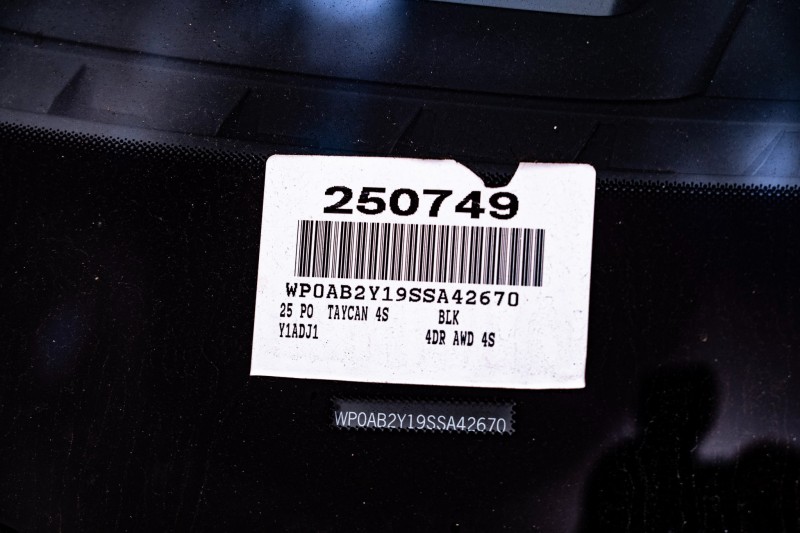 250749
WP0AB2Y19SSA42670
25 PO TAYCAN 4S BLK
Y1ADJ1 4DR AWD 4S
WP0AB2Y19SSA42670